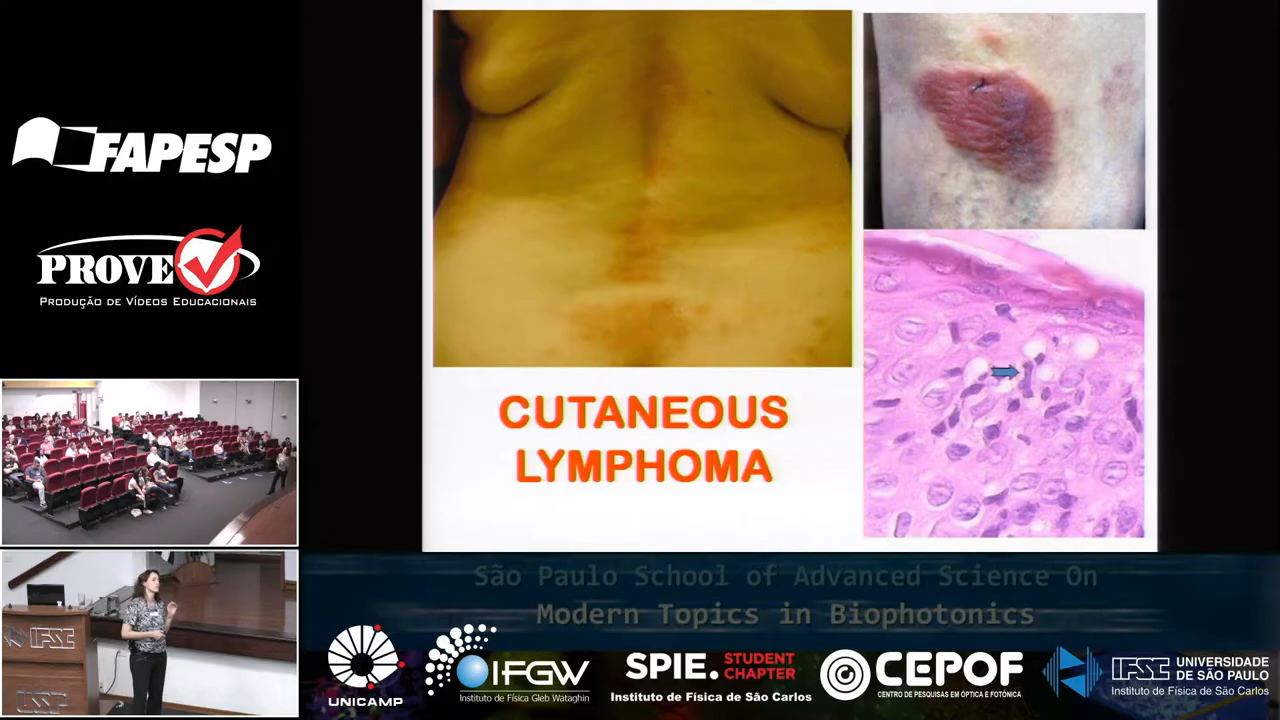 FAPESP
PROVE
PRODUÇÃO DE VÍDEOS EDUCACIONAIS
CUTANEOUS
LYMPHOMA
IFSC
São Paulo School of Advanced Science On
Modern Topics in Biophotonics
UNICAMP
IFGW
Instituto de Física Gleb Wataghin
SPIE. STUDENT
CHAPTER
Instituto de Física de São Carlos
CEPOF
CENTRO DE PESQUISAS EM ÓPTICA E FOTÔNICA
IFSC UNIVERSIDADE
DE SÃO PAULO
Instituto de Física de São Carlos